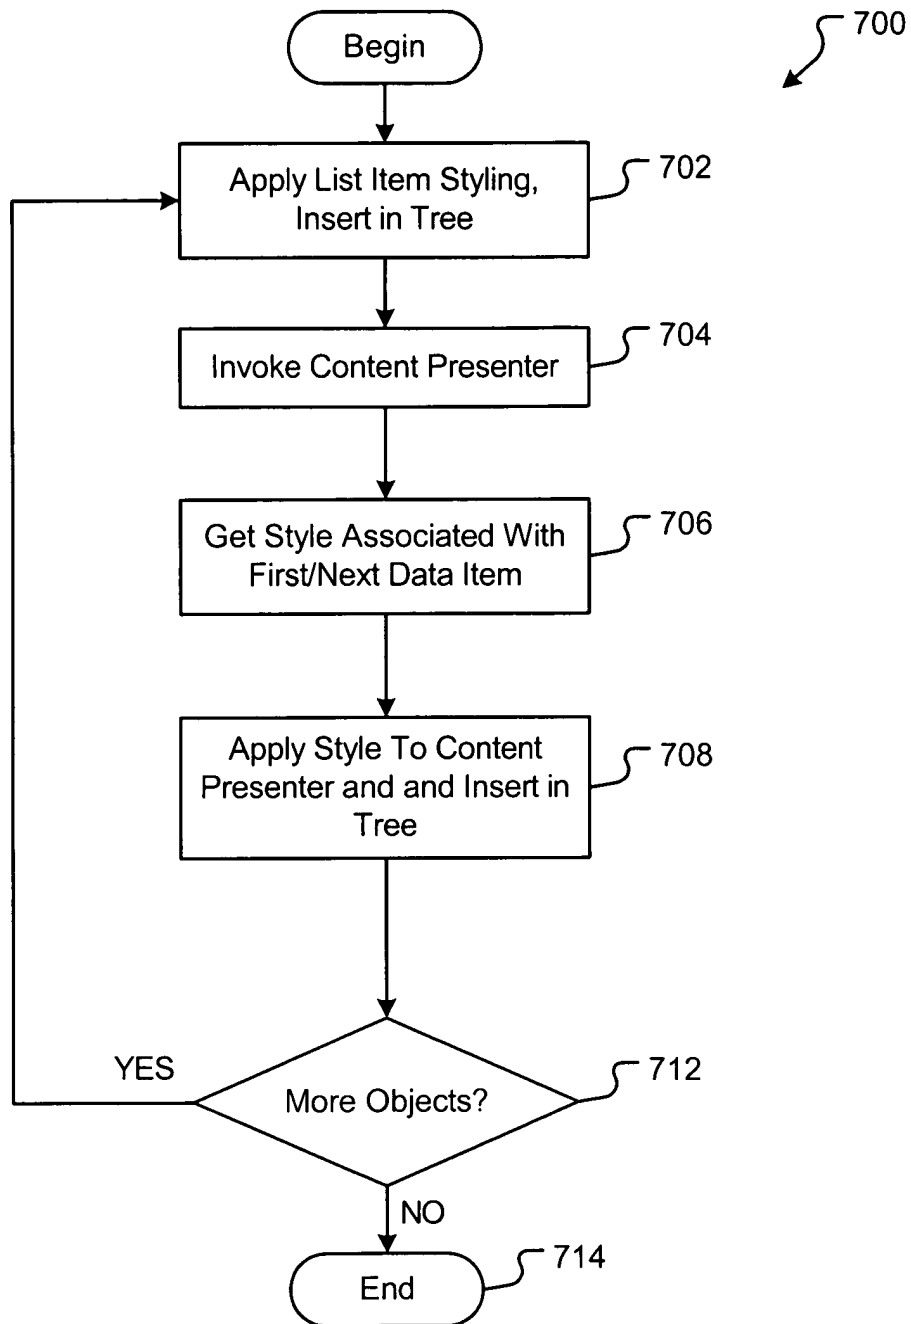 Begin
700
Apply List Item Styling,
Insert in Tree
702
Invoke Content Presenter
704
Get Style Associated With
First/Next Data Item
706
Apply Style To Content
Presenter and and Insert in
Tree
708
YES
More Objects?
712
NO
End
714